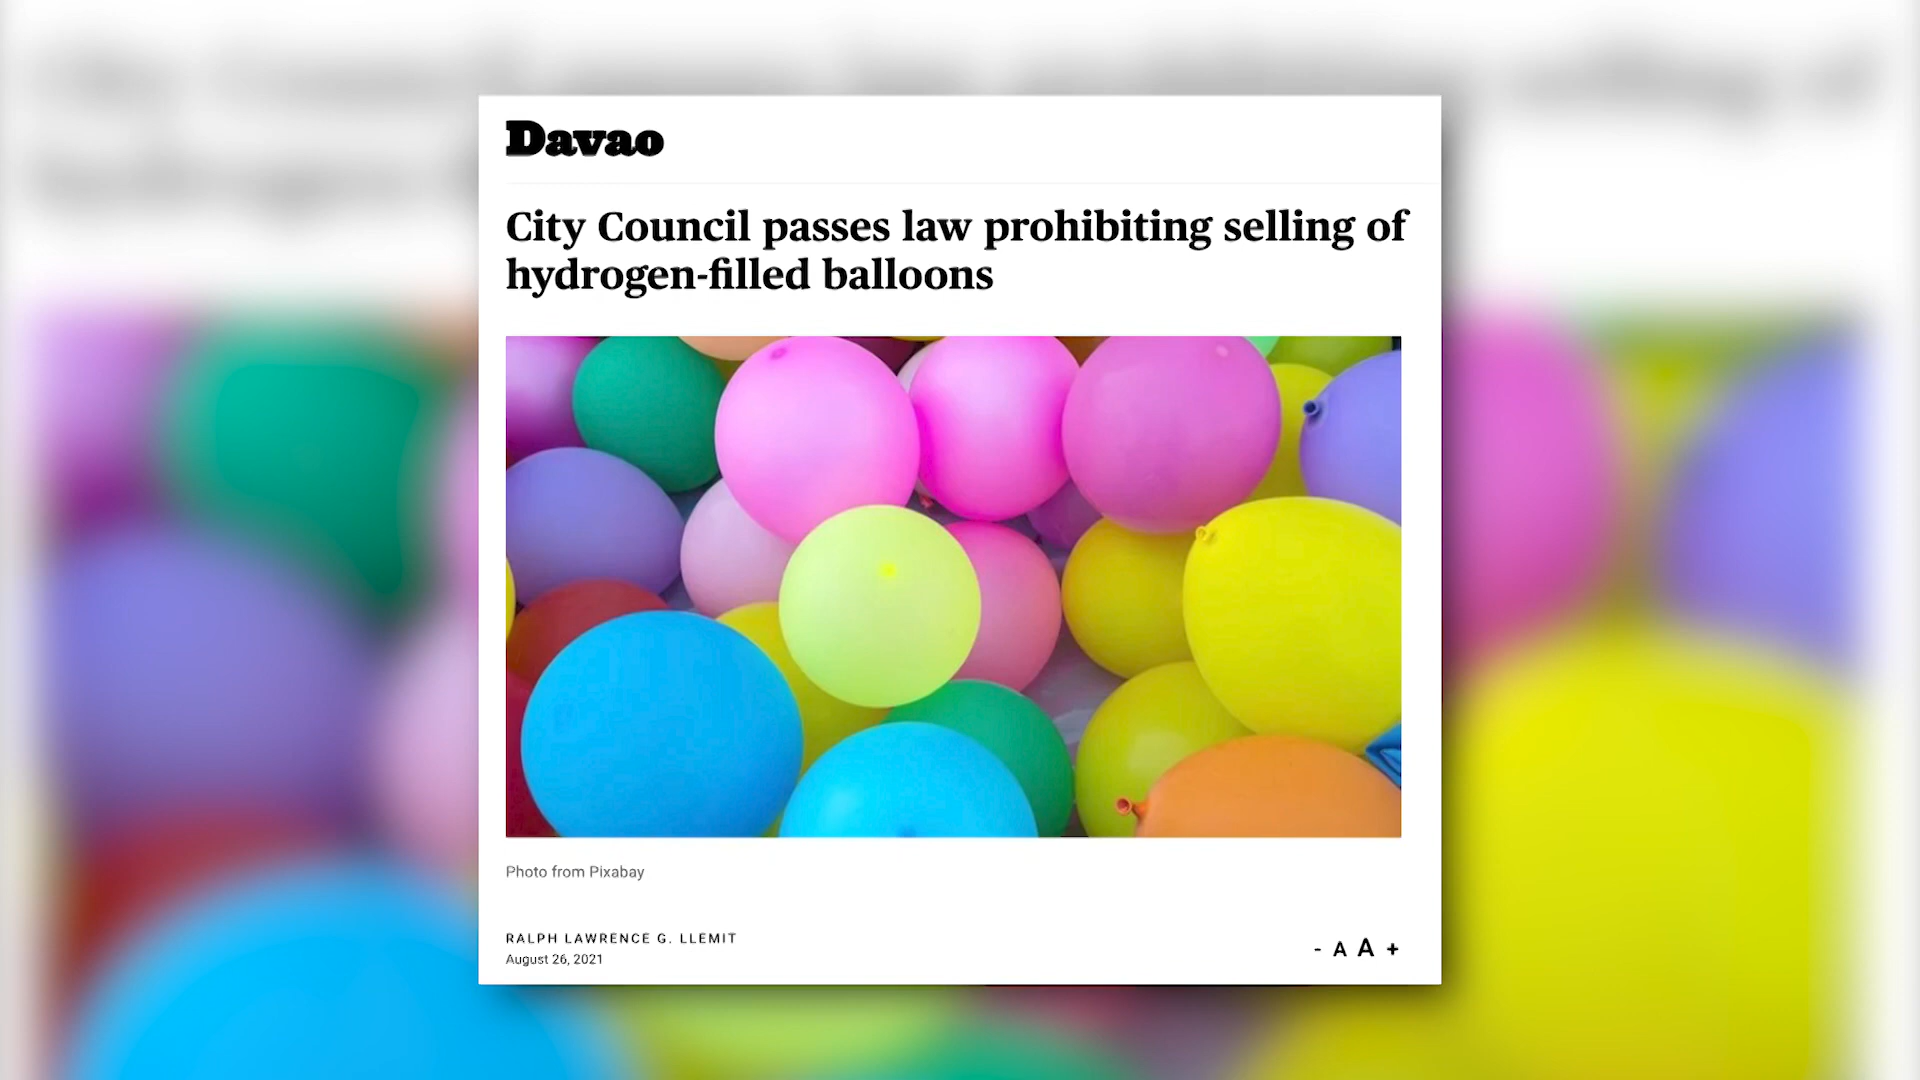 Davao
City Council passes law prohibiting selling of
hydrogen-filled balloons
Photo from Pixabay
RALPH LAWRENCE G. LLEMIT
August 26, 2021
- A A +